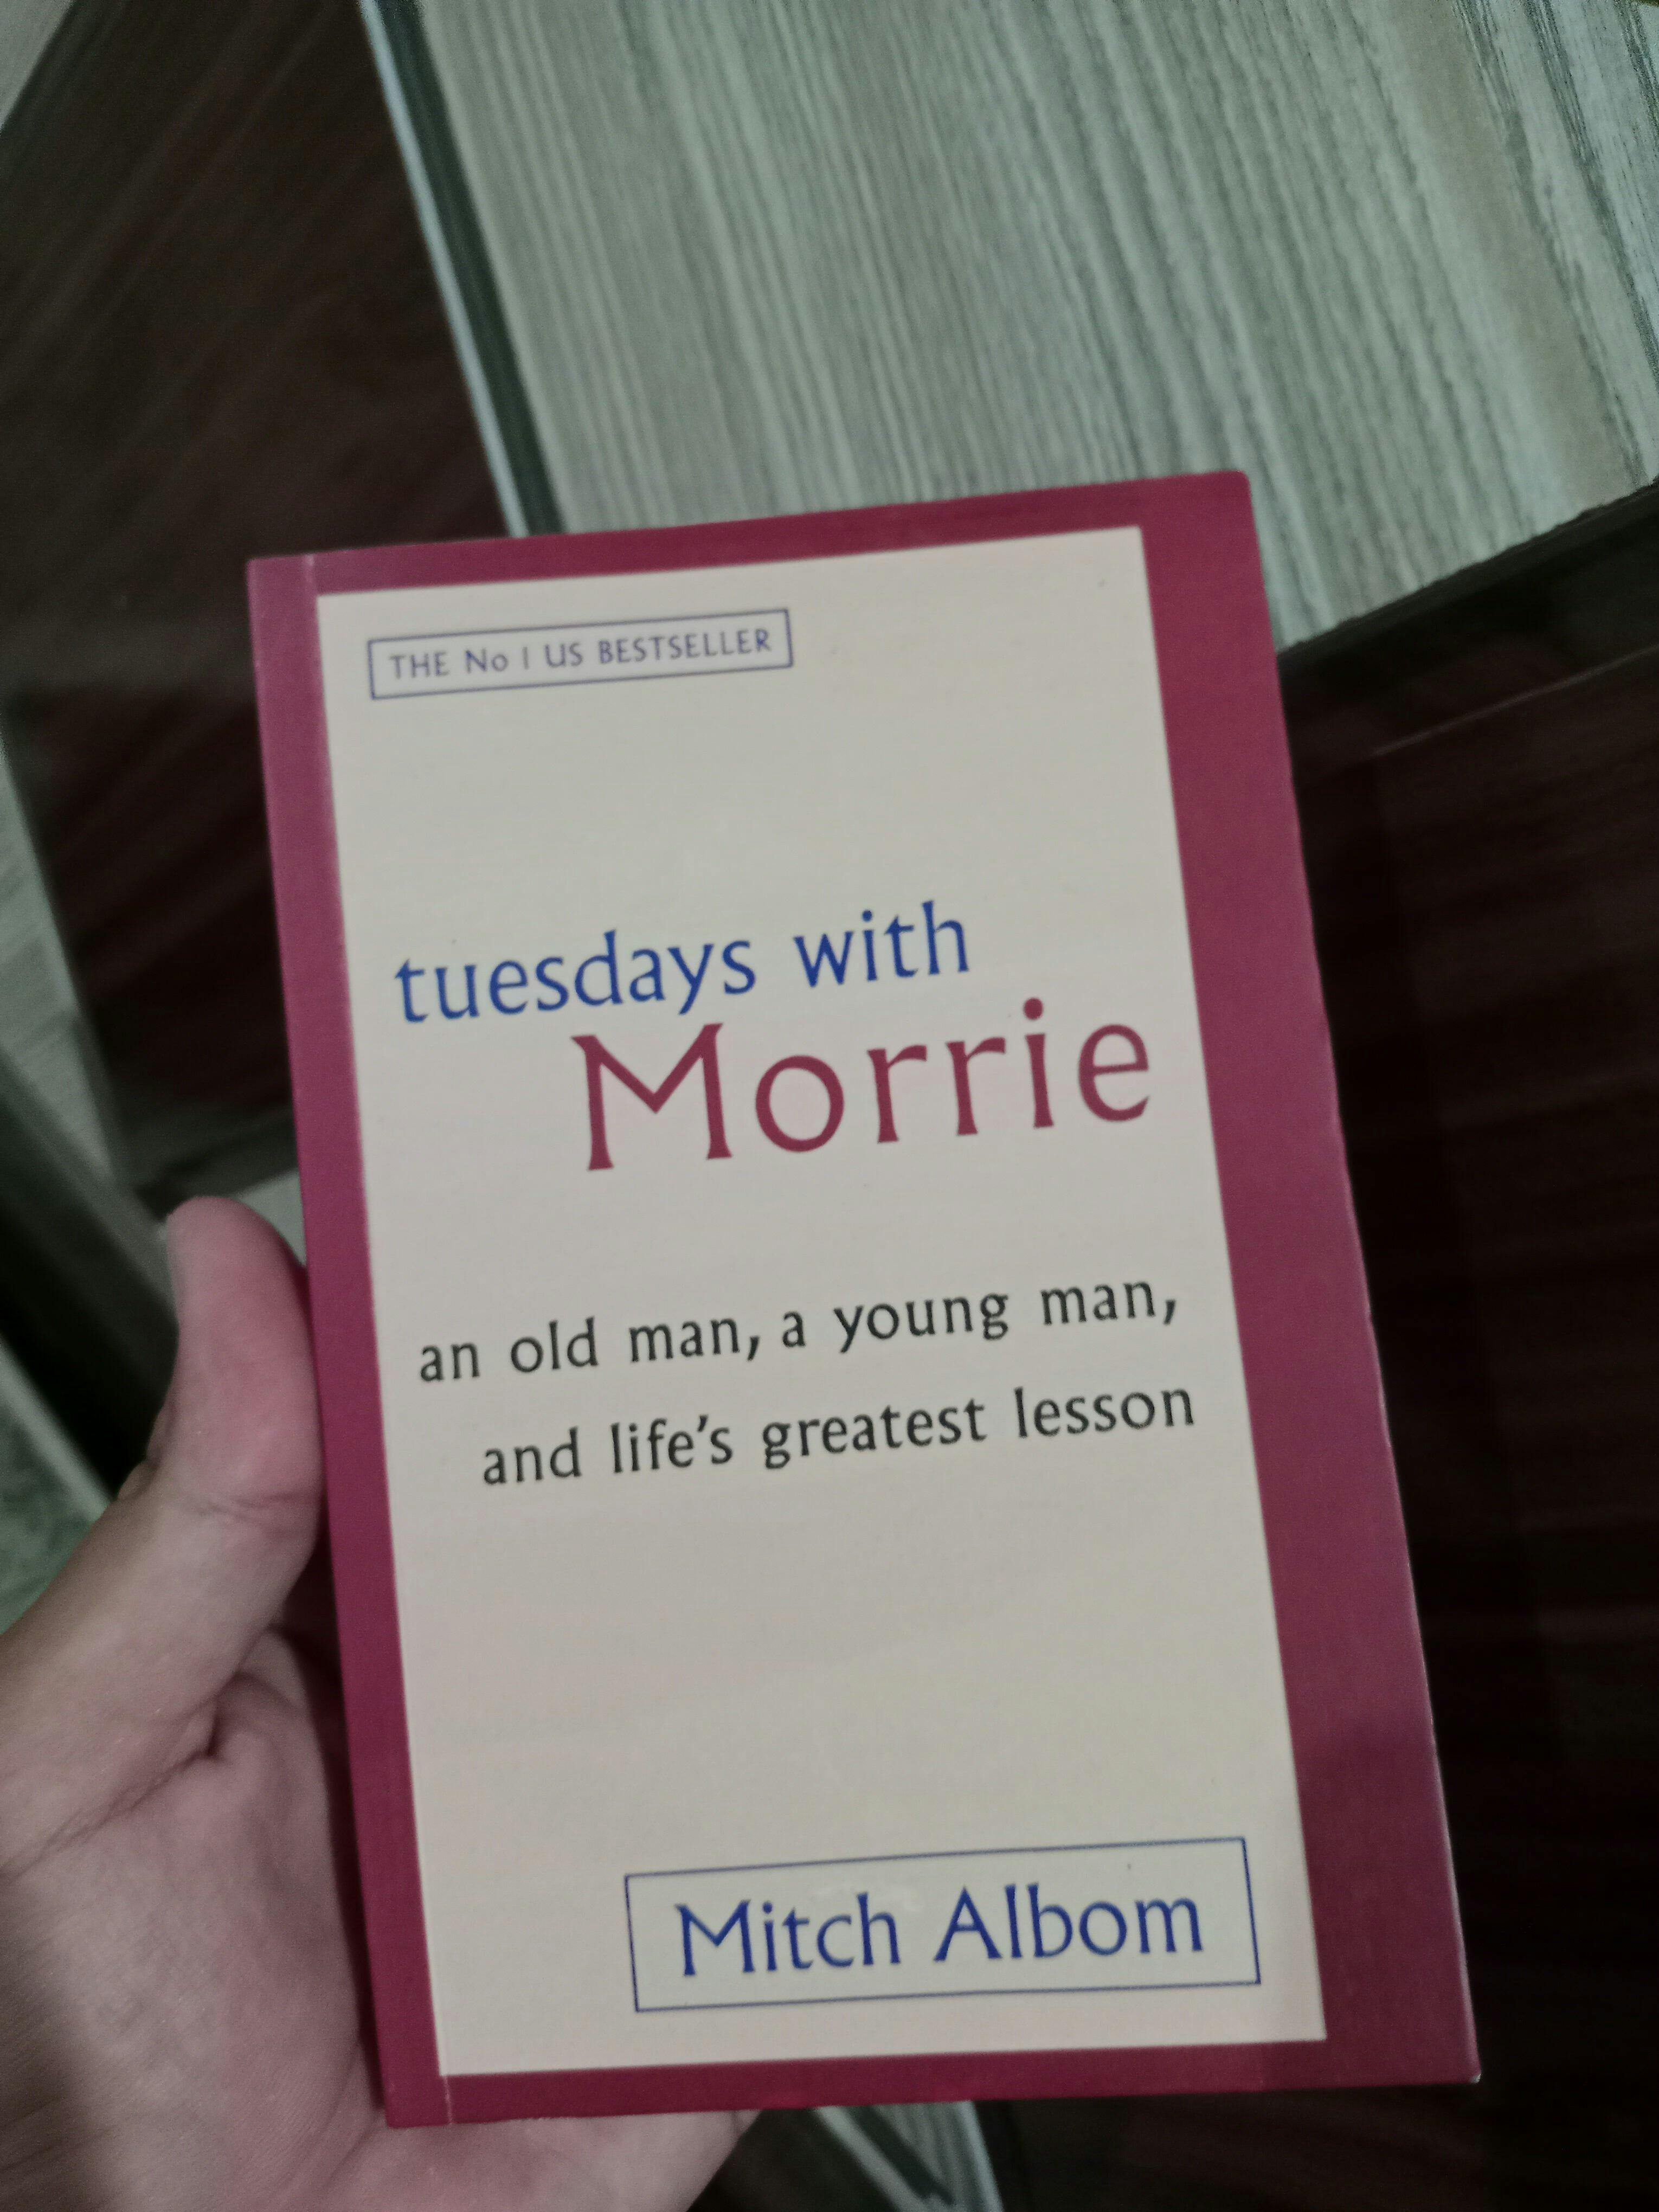 THE No 1 US BESTSELLER
tuesdays with
Morrie
an old man, a young man,
and life's greatest lesson
Mitch Albom